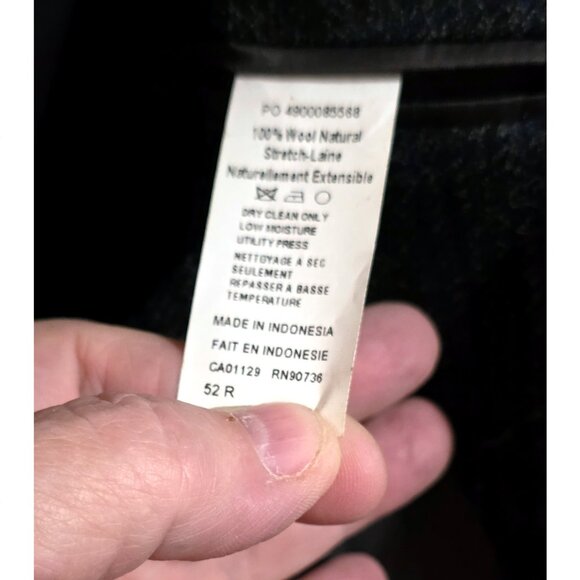 PO 4900085568
100% Wool Natural
Stretch-Laine
Naturellement Extensible
DRY CLEAN ONLY
LOW MOISTURE
UTILITY PRESS
NETTOYAGE A SEC
SEULEMENT
REPASSER A BASSE
TEMPERATURE
MADE IN INDONESIA
FAIT EN INDONESIE
CA01129 RN90736
52 R